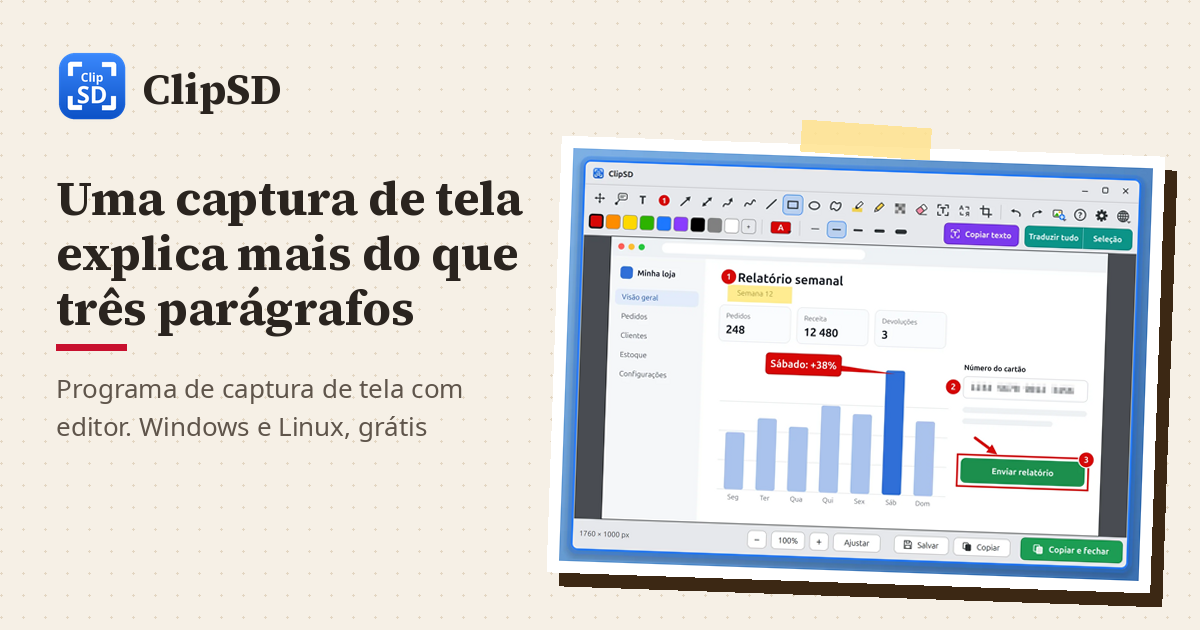 Clip
SD
ClipSD
Uma captura de tela
explica mais do que
três parágrafos
Programa de captura de tela com
editor. Windows e Linux, grátis
Clip
SD
ClipSD
T
1
A
Copiar texto
Traduzir tudo
Seleção
Minha loja
Visão geral
Pedidos
Clientes
Estoque
Configurações
1 Relatório semanal
Semana 12
Pedidos
248
Receita
12 480
Devoluções
3
Sábado: +38%
Seg Ter Qua Qui Sex Sáb Dom
Número do cartão
2
3
Enviar relatório
1760 × 1000 px
− 100% + Ajustar Salvar Copiar Copiar e fechar